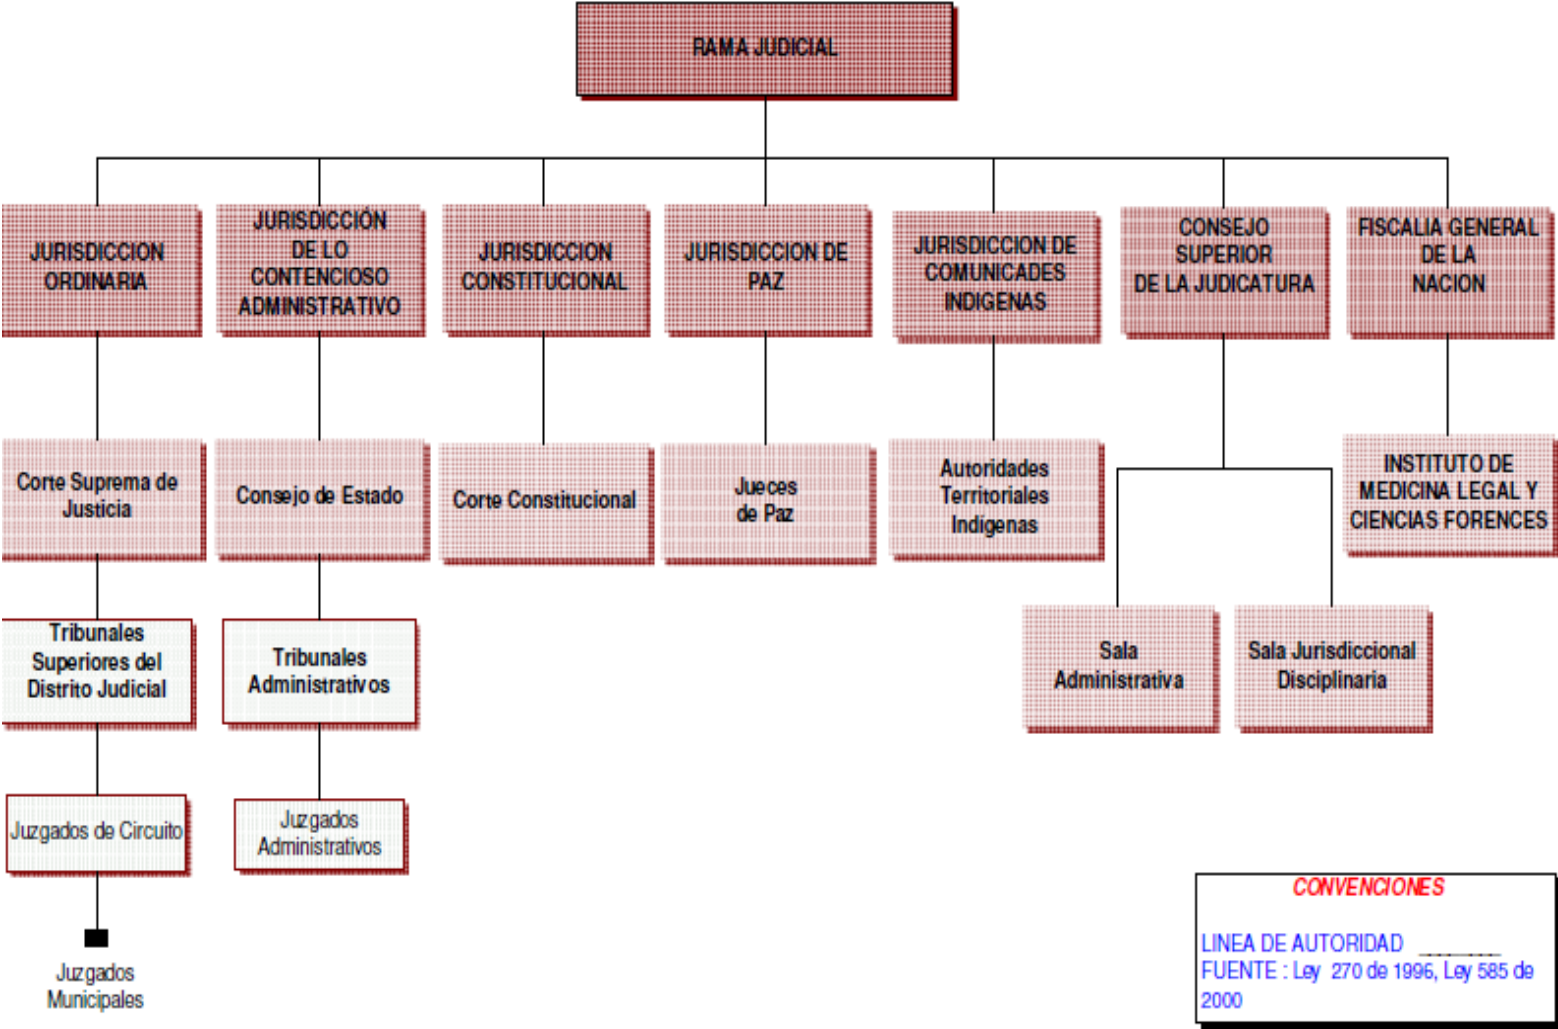 RAMA JUDICIAL
JURISDICCION
ORDINARIA
JURISDICCIÓN
DE LO
CONTENCIOSO
ADMINISTRATIVO
JURISDICCION
CONSTITUCIONAL
JURISDICCION DE
PAZ
JURISDICCION DE
COMUNICADES
INDIGENAS
CONSEJO
SUPERIOR
DE LA JUDICATURA
FISCALIA GENERAL
DE LA
NACION
Corte Suprema de
Justicia
Consejo de Estado
Corte Constitucional
Jueces
de Paz
Autoridades
Territoriales
Indígenas
INSTITUTO DE
MEDICINA LEGAL Y
CIENCIAS FORENCES
Tribunales
Superiores del
Distrito Judicial
Tribunales
Administrativos
Sala
Administrativa
Sala Jurisdiccional
Disciplinaria
Juzgados de Circuito
Juzgados
Administrativos
Juzgados
Municipales
CONVENCIONES
LINEA DE AUTORIDAD ________
FUENTE : Ley 270 de 1996, Ley 585 de
2000